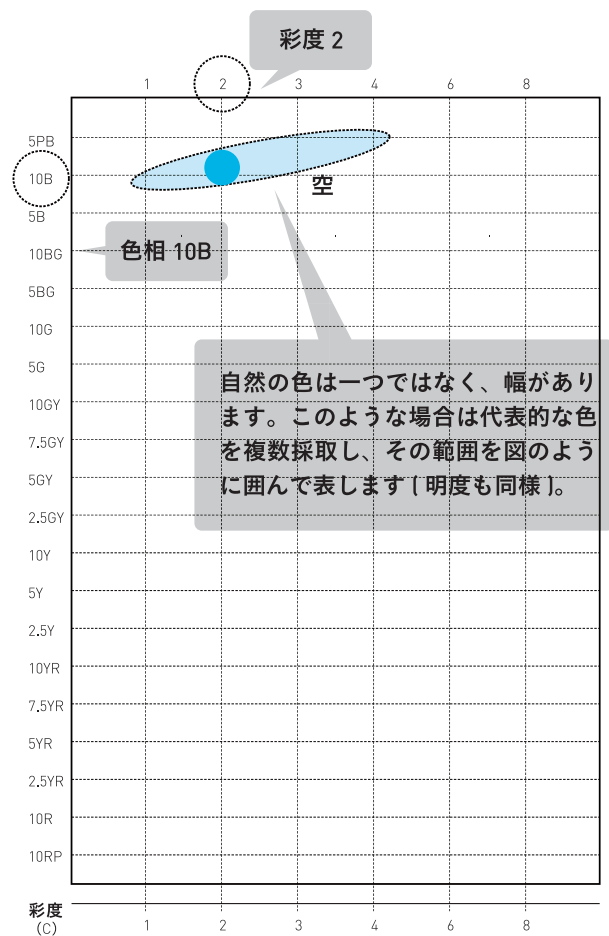 彩度 2
1 2 3 4 6 8
5PB
10B
空
5B
色相 10B
10BG
5BG
10G
5G
自然の色は一つではなく、幅があり
ます。このような場合は代表的な色
を複数採取し、その範囲を図のよう
に囲んで表します ( 明度も同様 )。
10GY
7.5GY
5GY
2.5GY
10Y
5Y
2.5Y
10YR
7.5YR
5YR
2.5YR
10R
10RP
彩度
(C)
1 2 3 4 6 8